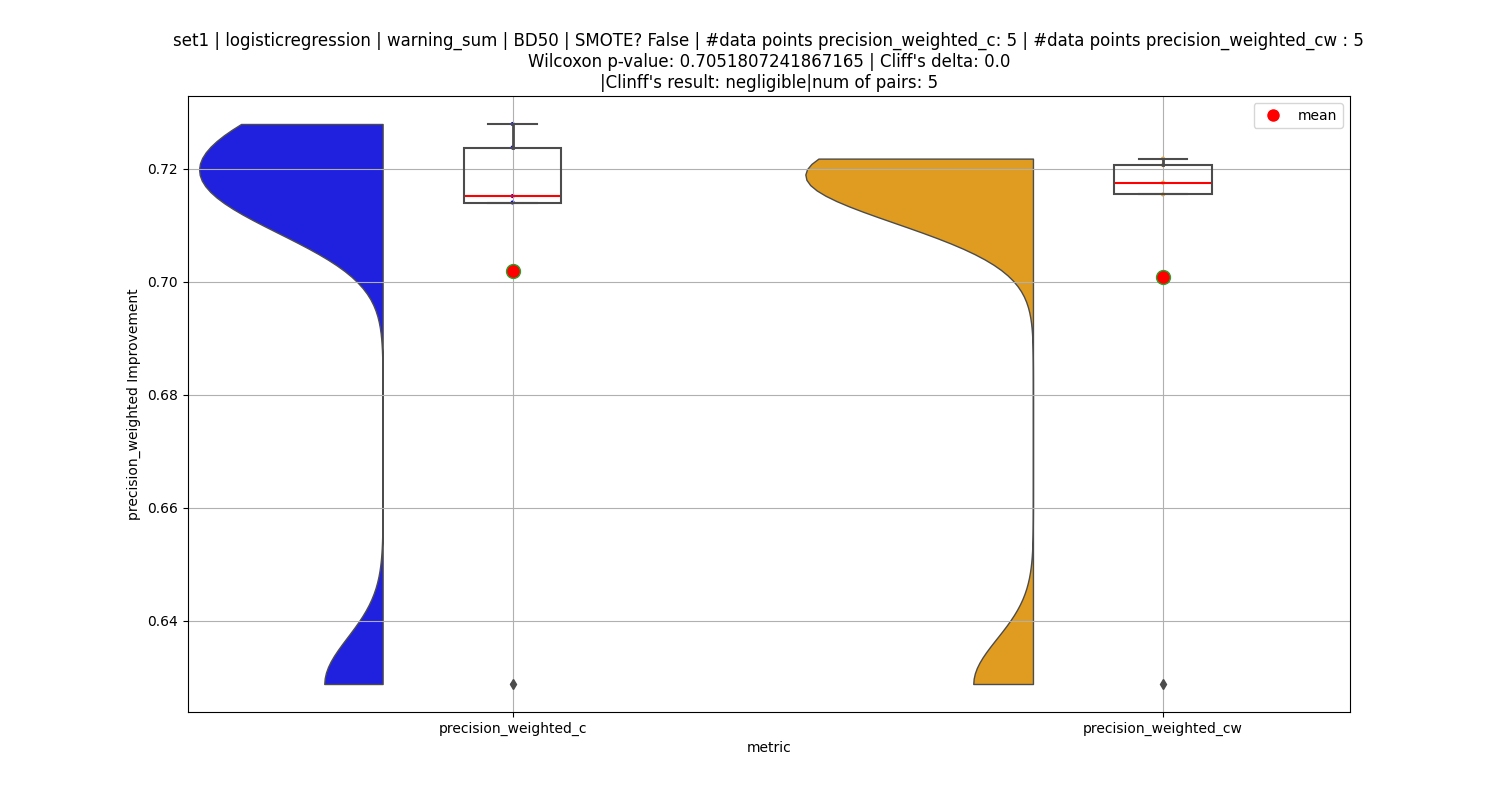 set1 | logisticregression | warning_sum | BD50 | SMOTE? False | #data points precision_weighted_c: 5 | #data points precision_weighted_cw : 5
Wilcoxon p-value: 0.7051807241867165 | Cliff's delta: 0.0
|Clinff's result: negligible|num of pairs: 5
mean
precision_weighted Improvement
0.72
0.70
0.68
0.66
0.64
precision_weighted_c
precision_weighted_cw
metric